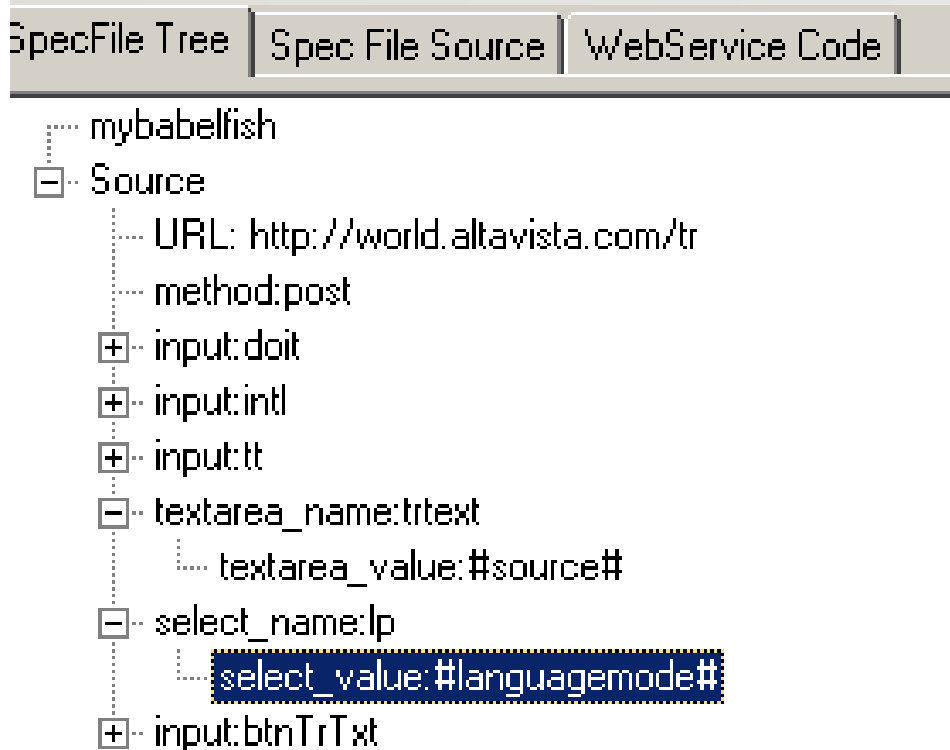 SpecFile Tree Spec File Source WebService Code
mybabelfish
Source
URL: http://world.altavista.com/tr
method:post
input:doit
input:intl
input:tt
textarea_name:trtext
textarea_value:#source#
select_name:lp
select_value:#languagemode#
input:btnTrTxt